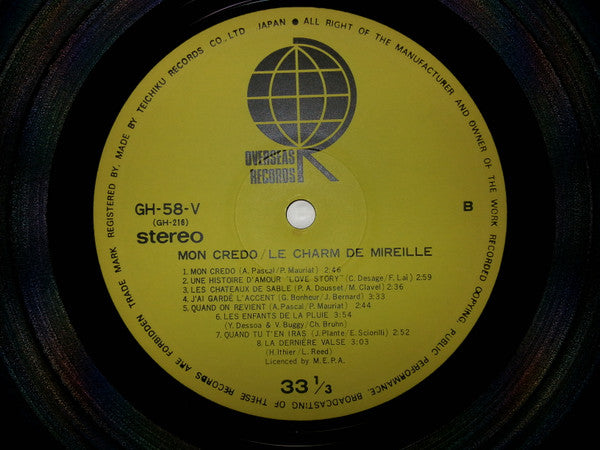 TRADE MARK REGISTERED BY. MADE BY TEICHIKU RECORDS CO., LTD JAPAN • ALL RIGHT OF THE MANUFACTURER AND OWNER OF THE WORK RECORDED COPYING, PUBLIC PERFORMANCE, BROADCASTING OF THESE RECORDS ARE FORBIDDEN
OVERSEAS
RECORDS
GH-58-V
(GH-216)
stereo
B
MON CREDO/LE CHARM DE MIREILLE
1. MON CREDO (A. Pascal/P. Mauriat) 2:46
2. UNE HISTOIRE D'AMOUR "LOVE STORY" (C. Desage/F. Lai) 2:59
3. LES CHATEAUX DE SABLE (P. A. Dousset/M. Clavel) 2:36
4. J'AI GARDÉ L'ACCENT (G. Bonheur/J. Bernard) 3:33
5. QUAND ON REVIENT (A. Pascal/P. Mauriat) 2:44
6. LES ENFANTS DE LA PLUIE 3:54
(Y. Dessca & V. Buggy/Ch. Bruhn)
7. QUAND TU T'EN IRAS (J. Plante/E. Sciorilli) 2:52
8. LA DERNIÈRE VALSE 3:03
(H. Ithier/L. Reed)
Licenced by M.E.P.A.
33 1/3